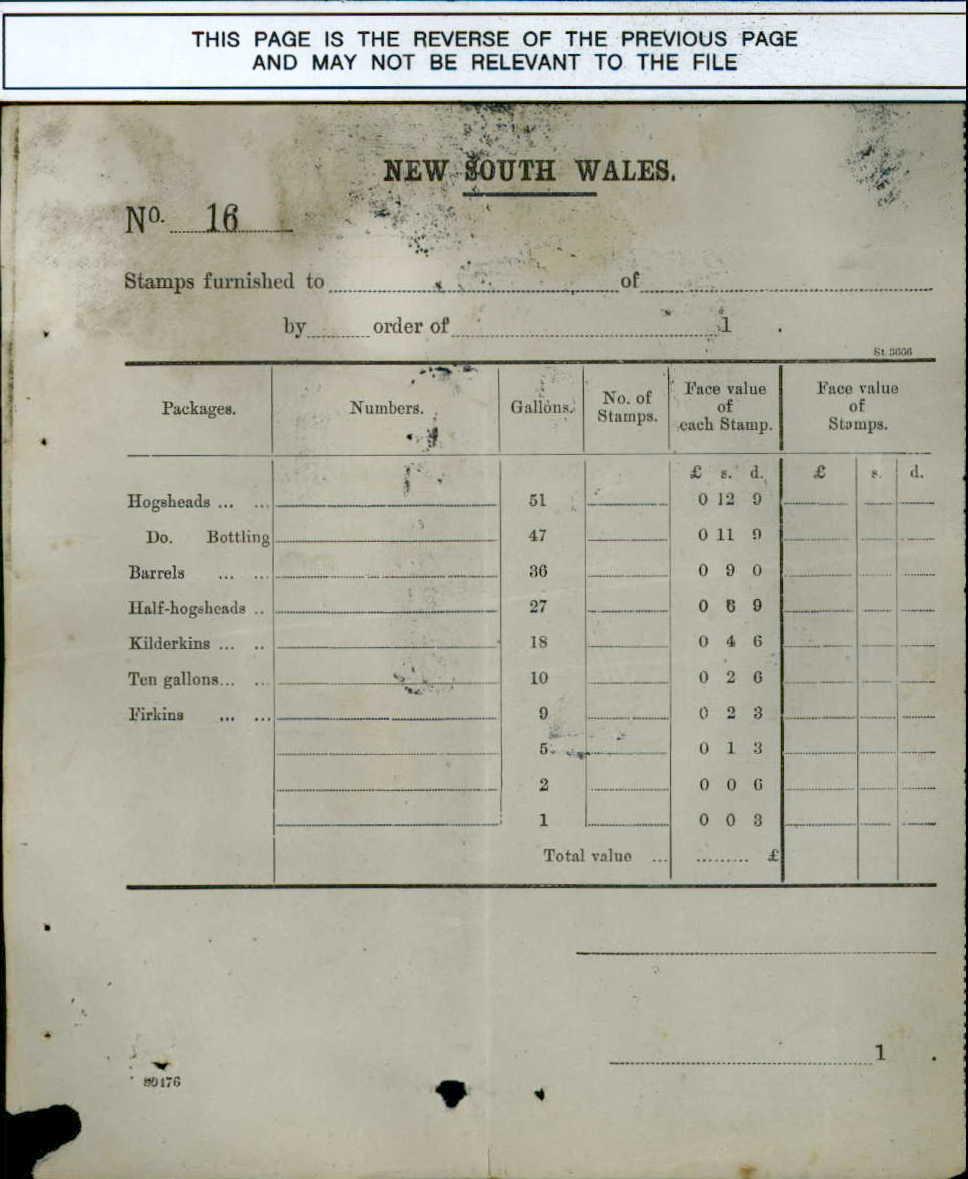 THIS PAGE IS THE REVERSE OF THE PREVIOUS PAGE
AND MAY NOT BE RELEVANT TO THE FILE
NEW SOUTH WALES.
No. 16
Stamps furnished to of
by order of 1 .
St. 3606
Packages. Numbers. Gallons. No. of Stamps. Face value of each Stamp. Face value of Stamps.
£ s. d. £ s. d.
Hogsheads ... ... 51 0 12 9
Do. Bottling 47 0 11 9
Barrels ... ... 36 0 9 0
Half-hogsheads .. 27 0 6 9
Kilderkins ... .. 18 0 4 6
Ten gallons... ... 10 0 2 6
Firkins ... ... 9 0 2 3
5 0 1 3
2 0 0 6
1 0 0 3
Total value ... ......... £
1 .
80176